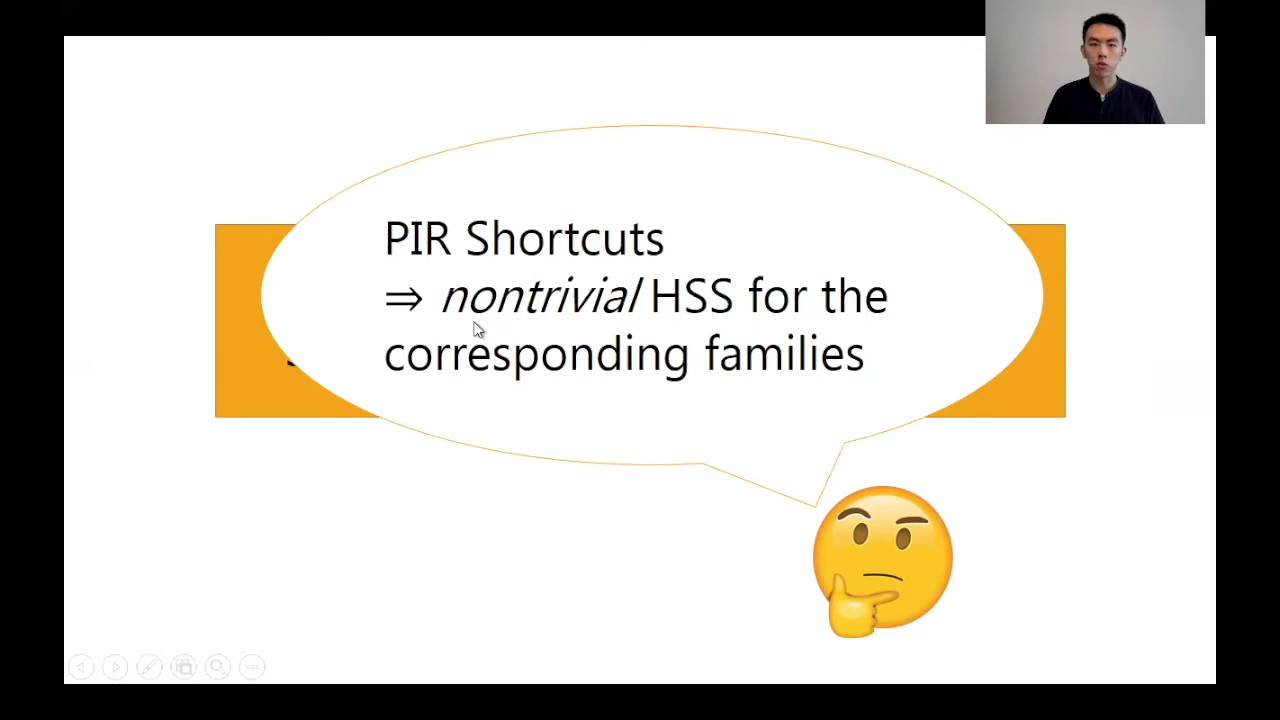 PIR Shortcuts
⇒ nontrivial HSS for the
corresponding families